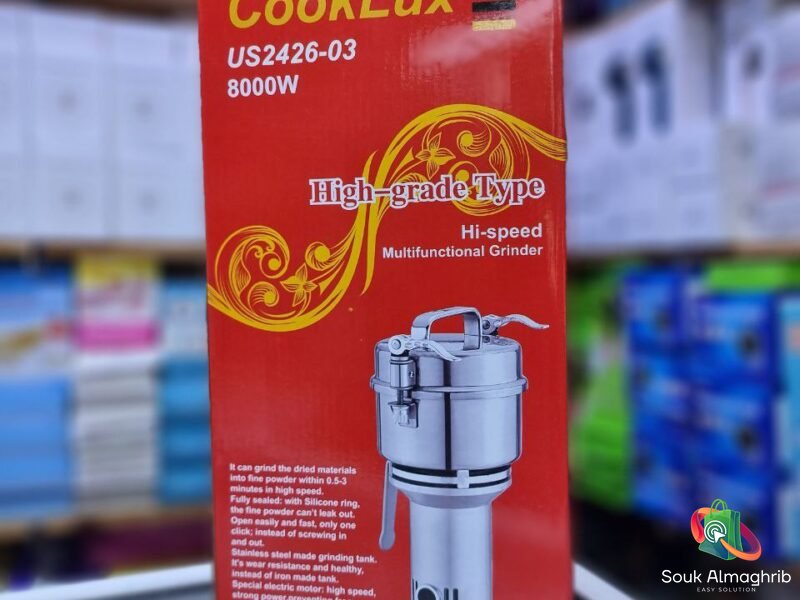 CookLux
US2426-03
8000W
High-grade Type
Hi-speed
Multifunctional Grinder
It can grind the dried materials
into fine powder within 0.5-3
minutes in high speed.
Fully sealed: with Silicone ring,
the fine powder can't leak out.
Open easily and fast, only one
click; instead of screwing in
and out.
Stainless steel made grinding tank.
It's wear resistance and healthy,
instead of iron made tank.
Special electric motor: high speed,
strong power, preventing
Souk Almaghrib
EASY SOLUTION